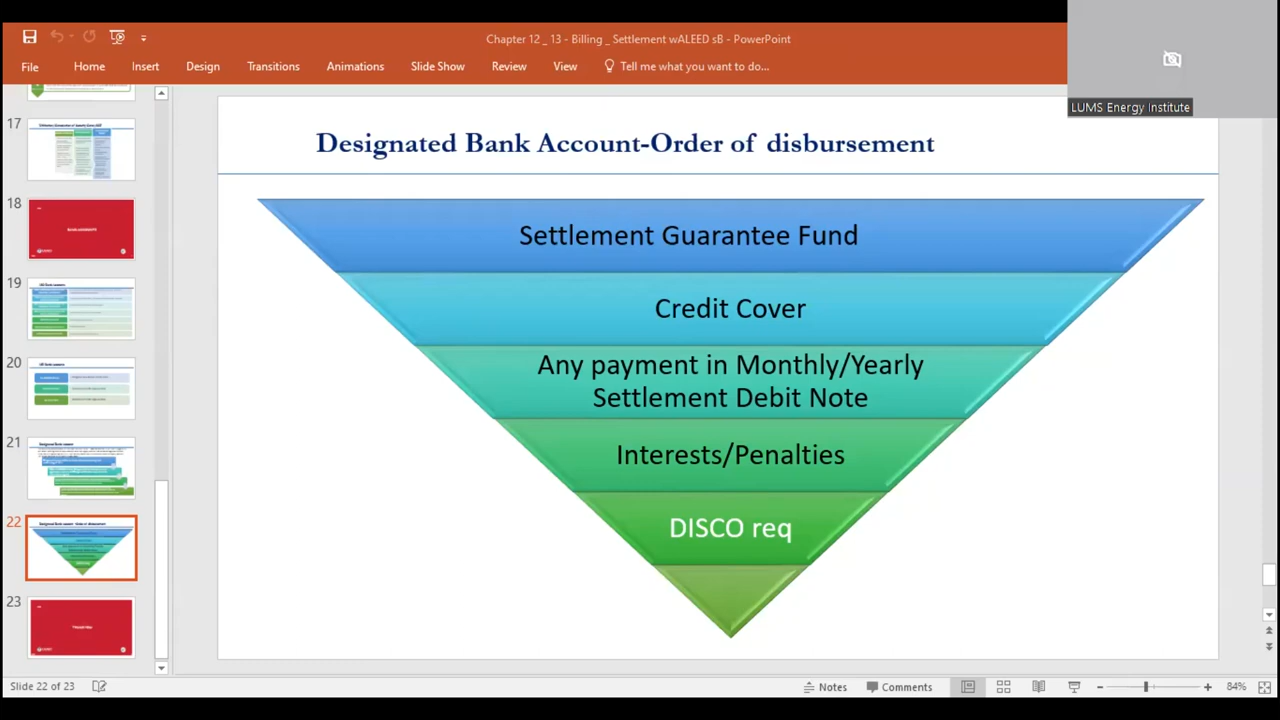 Chapter 12 _ 13 - Billing _ Settlement wALEED sB - PowerPoint
File Home Insert Design Transitions Animations Slide Show Review View Tell me what you want to do...
LUMS Energy Institute
17
18
19
20
21
22
23
Designated Bank Account-Order of disbursement
Settlement Guarantee Fund
Credit Cover
Any payment in Monthly/Yearly
Settlement Debit Note
Interests/Penalties
DISCO req
Slide 22 of 23
Notes Comments 84%